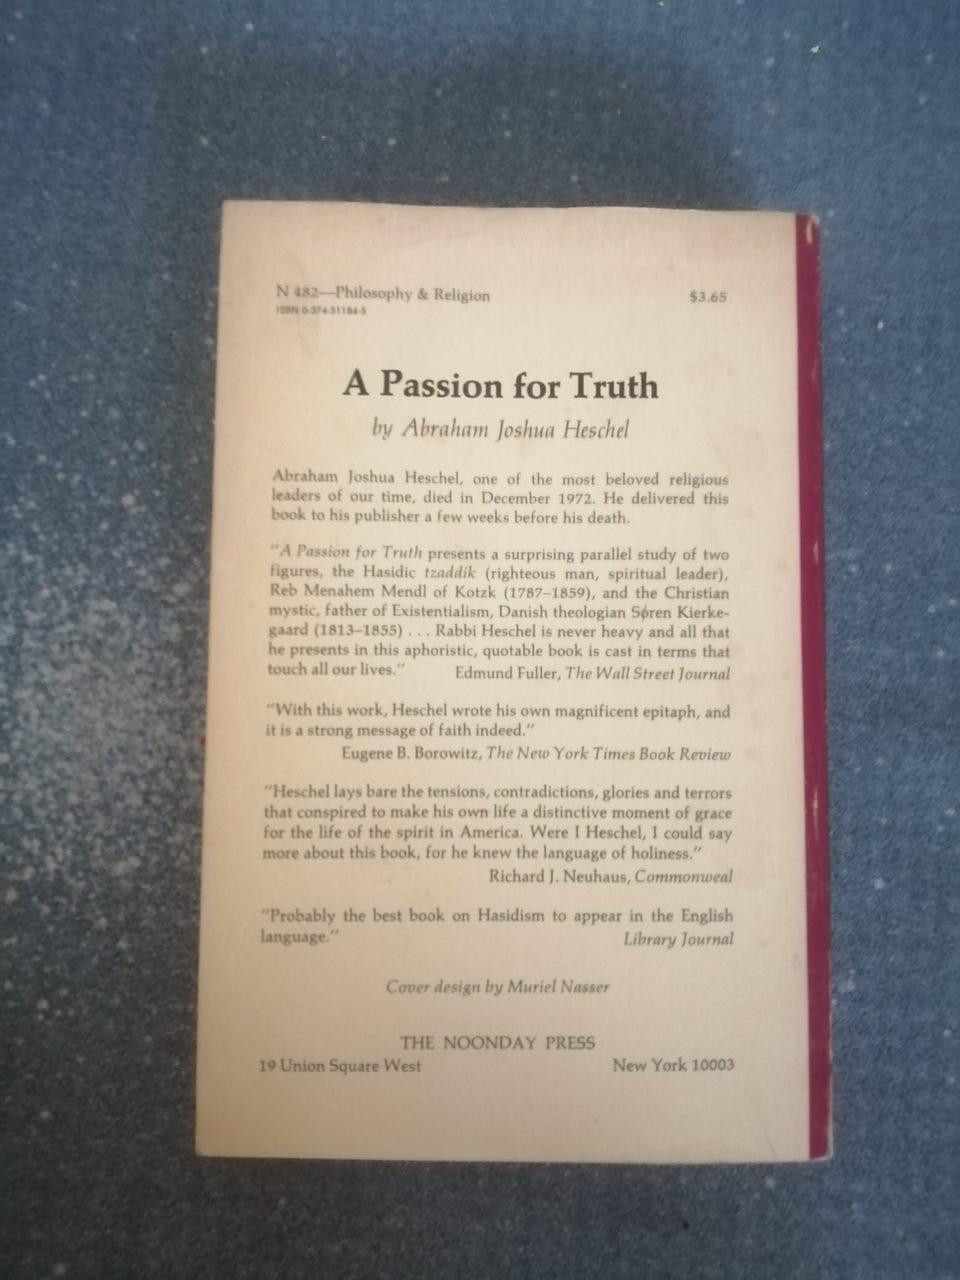 N 482—Philosophy & Religion $3.65
ISBN 0-374-51184-5
A Passion for Truth
by Abraham Joshua Heschel
Abraham Joshua Heschel, one of the most beloved religious
leaders of our time, died in December 1972. He delivered this
book to his publisher a few weeks before his death.
"A Passion for Truth presents a surprising parallel study of two
figures, the Hasidic tzaddik (righteous man, spiritual leader),
Reb Menahem Mendl of Kotzk (1787–1859), and the Christian
mystic, father of Existentialism, Danish theologian Søren Kierke-
gaard (1813–1855) . . . Rabbi Heschel is never heavy and all that
he presents in this aphoristic, quotable book is cast in terms that
touch all our lives." Edmund Fuller, The Wall Street Journal
"With this work, Heschel wrote his own magnificent epitaph, and
it is a strong message of faith indeed."
Eugene B. Borowitz, The New York Times Book Review
"Heschel lays bare the tensions, contradictions, glories and terrors
that conspired to make his own life a distinctive moment of grace
for the life of the spirit in America. Were I Heschel, I could say
more about this book, for he knew the language of holiness."
Richard J. Neuhaus, Commonweal
"Probably the best book on Hasidism to appear in the English
language." Library Journal
Cover design by Muriel Nasser
THE NOONDAY PRESS
19 Union Square West New York 10003